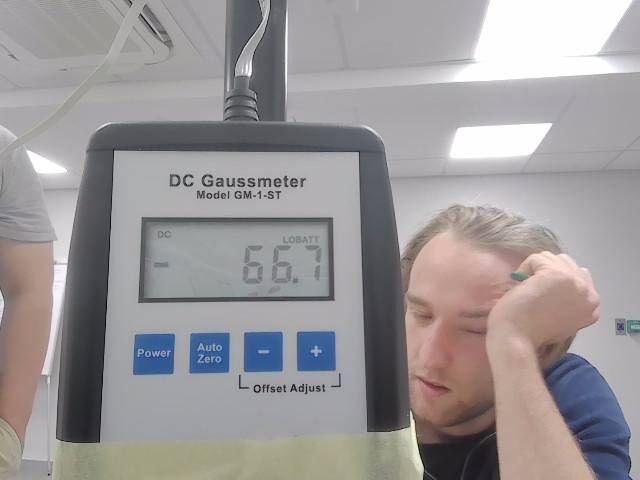 DC Gaussmeter
Model GM-1-ST
DC
LOBATT
- 66.7
Power
Auto
Zero
-
+
Offset Adjust